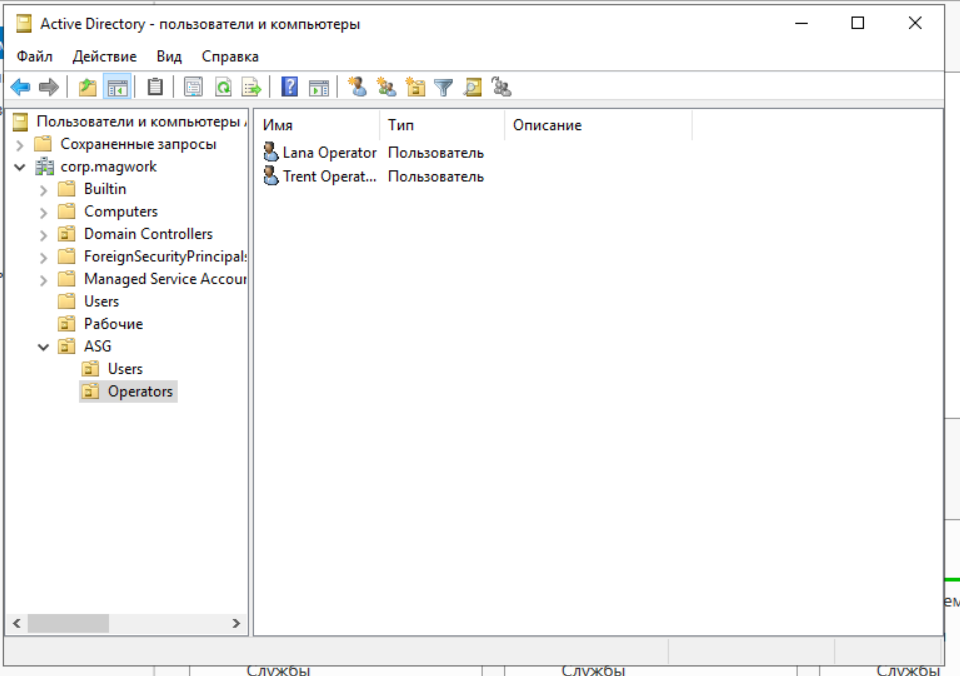 Active Directory - пользователи и компьютеры
Файл Действие Вид Справка
Пользователи и компьютеры
Сохраненные запросы
corp.magwork
Builtin
Computers
Domain Controllers
ForeignSecurityPrincipals
Managed Service Accoun
Users
Рабочие
ASG
Users
Operators
Имя Тип Описание
Lana Operator Пользователь
Trent Operat... Пользователь
Службы Службы Службы